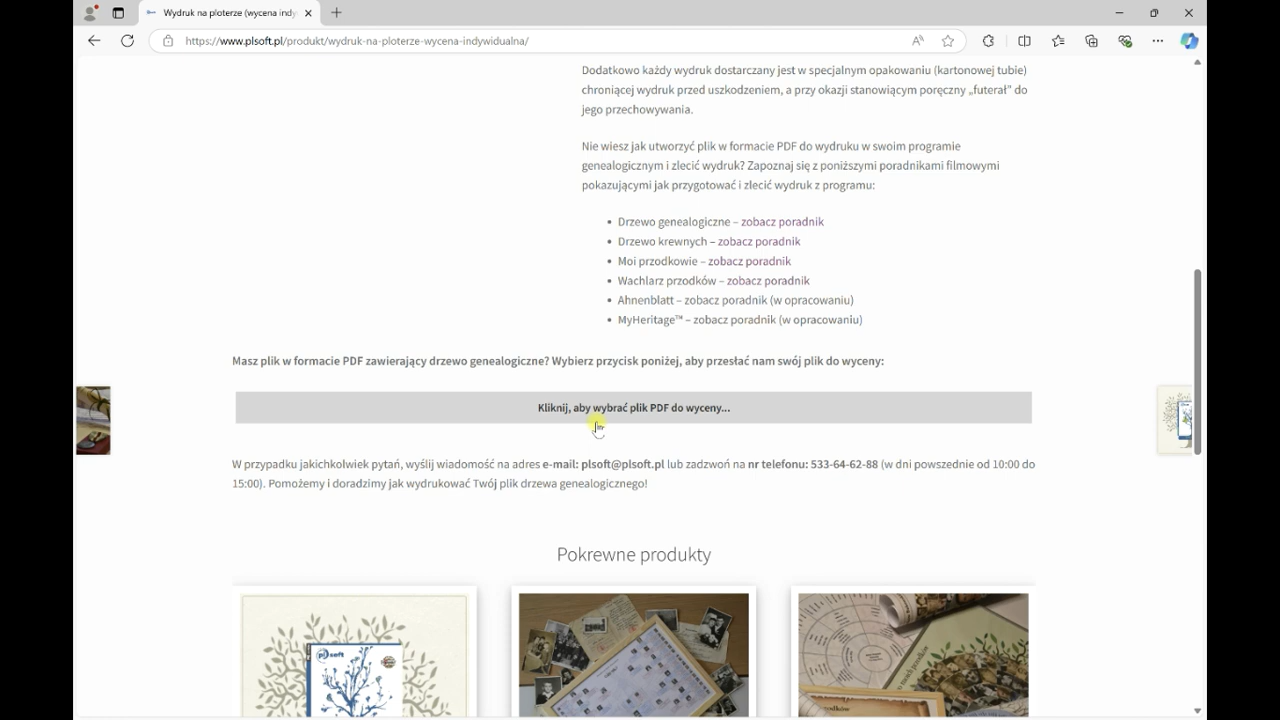 Wydruk na ploterze (wycena indy
https://www.plsoft.pl/produkt/wydruk-na-ploterze-wycena-indywidualna/
Dodatkowo każdy wydruk dostarczany jest w specjalnym opakowaniu (kartonowej tubie)
chroniącej wydruk przed uszkodzeniem, a przy okazji stanowiącym poręczny „futerał” do
jego przechowywania.
Nie wiesz jak utworzyć plik w formacie PDF do wydruku w swoim programie
genealogicznym i zlecić wydruk? Zapoznaj się z poniższymi poradnikami filmowymi
pokazującymi jak przygotować i zlecić wydruk z programu:
• Drzewo genealogiczne – zobacz poradnik
• Drzewo krewnych – zobacz poradnik
• Moi przodkowie – zobacz poradnik
• Wachlarz przodków – zobacz poradnik
• Ahnenblatt – zobacz poradnik (w opracowaniu)
• MyHeritage™ – zobacz poradnik (w opracowaniu)
Masz plik w formacie PDF zawierający drzewo genealogiczne? Wybierz przycisk poniżej, aby przesłać nam swój plik do wyceny:
Kliknij, aby wybrać plik PDF do wyceny...
W przypadku jakichkolwiek pytań, wyślij wiadomość na adres e-mail: plsoft@plsoft.pl lub zadzwoń na nr telefonu: 533-64-62-88 (w dni powszednie od 10:00 do
15:00). Pomożemy i doradzimy jak wydrukować Twój plik drzewa genealogicznego!
Pokrewne produkty
plsoft